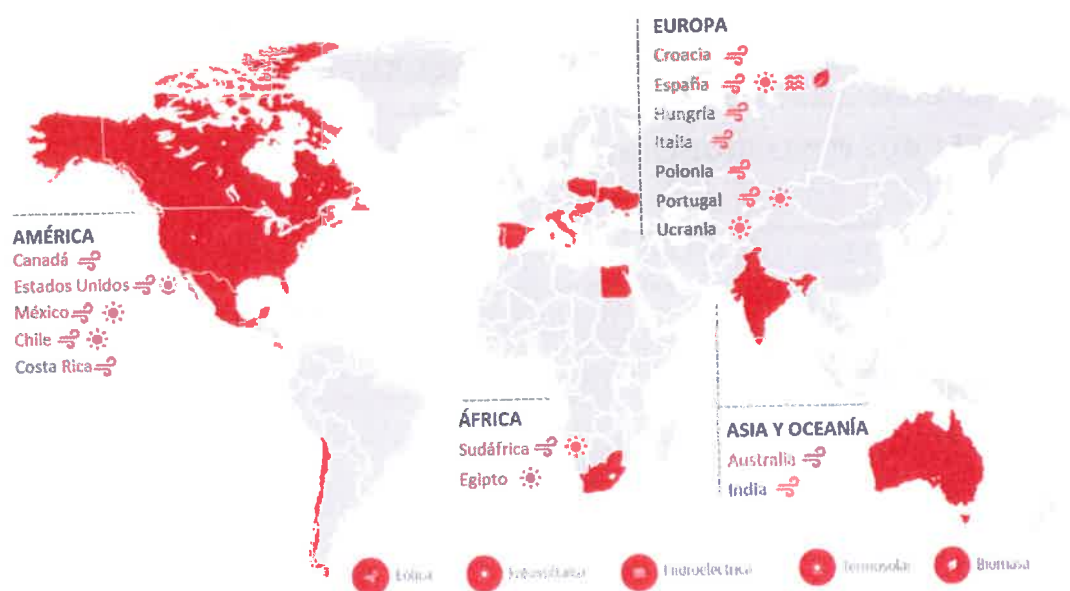 EUROPA
Croacia
España
Hungría
Italia
Polonia
Portugal
Ucrania
AMÉRICA
Canadá
Estados Unidos
México
Chile
Costa Rica
ÁFRICA
Sudáfrica
Egipto
ASIA Y OCEANÍA
Australia
India
Eólica
Fotovoltaica
Hidroeléctrica
Termosolar
Biomasa